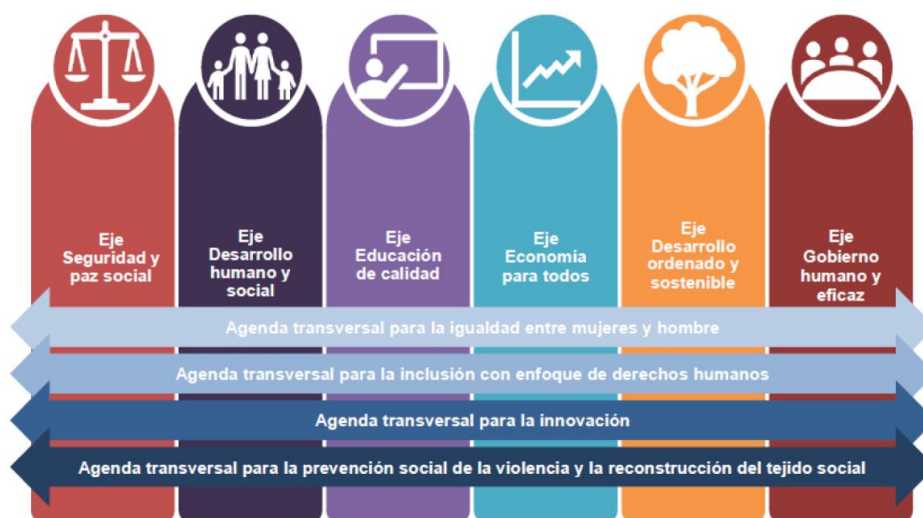 Eje
Seguridad y
paz social
Eje
Desarrollo
humano y
social
Eje
Educación
de calidad
Eje
Economía
para todos
Eje
Desarrollo
ordenado y
sostenible
Eje
Gobierno
humano y
eficaz
Agenda transversal para la igualdad entre mujeres y hombre
Agenda transversal para la inclusión con enfoque de derechos humanos
Agenda transversal para la innovación
Agenda transversal para la prevención social de la violencia y la reconstrucción del tejido social